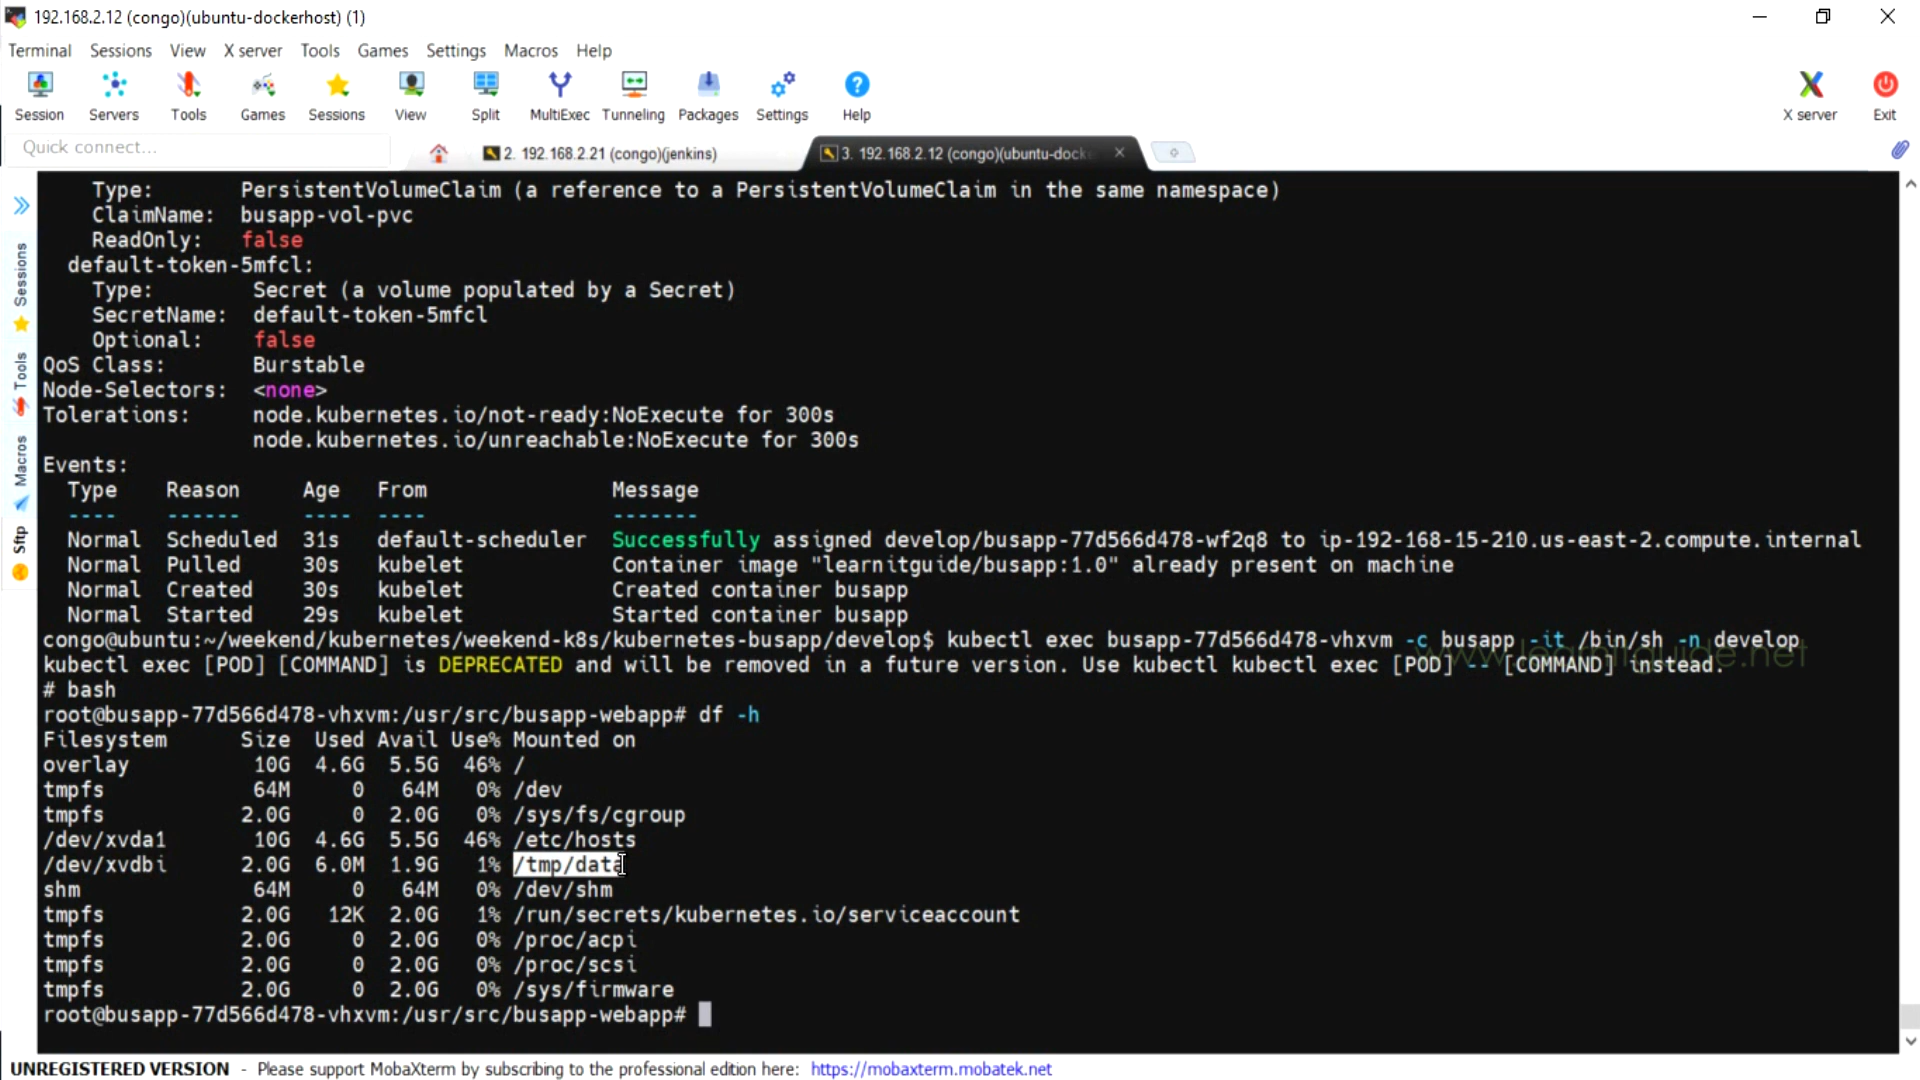 192.168.2.12 (congo)(ubuntu-dockerhost) (1)
Terminal Sessions View X server Tools Games Settings Macros Help
Session Servers Tools Games Sessions View Split MultiExec Tunneling Packages Settings Help X server Exit
Quick connect...
2. 192.168.2.21 (congo)(jenkins)
3. 192.168.2.12 (congo)(ubuntu-dock
Sessions
Tools
Macros
Sftp
Type: PersistentVolumeClaim (a reference to a PersistentVolumeClaim in the same namespace)
ClaimName: busapp-vol-pvc
ReadOnly: false
default-token-5mfcl:
Type: Secret (a volume populated by a Secret)
SecretName: default-token-5mfcl
Optional: false
QoS Class: Burstable
Node-Selectors: <none>
Tolerations: node.kubernetes.io/not-ready:NoExecute for 300s
node.kubernetes.io/unreachable:NoExecute for 300s
Events:
Type Reason Age From Message
---- ------ ---- ---- -------
Normal Scheduled 31s default-scheduler Successfully assigned develop/busapp-77d566d478-wf2q8 to ip-192-168-15-210.us-east-2.compute.internal
Normal Pulled 30s kubelet Container image "learnitguide/busapp:1.0" already present on machine
Normal Created 30s kubelet Created container busapp
Normal Started 29s kubelet Started container busapp
congo@ubuntu:~/weekend/kubernetes/weekend-k8s/kubernetes-busapp/develop$ kubectl exec busapp-77d566d478-vhxvm -c busapp -it /bin/sh -n develop
kubectl exec [POD] [COMMAND] is DEPRECATED and will be removed in a future version. Use kubectl kubectl exec [POD] -- [COMMAND] instead.
www.learnitguide.net
# bash
root@busapp-77d566d478-vhxvm:/usr/src/busapp-webapp# df -h
Filesystem Size Used Avail Use% Mounted on
overlay 10G 4.6G 5.5G 46% /
tmpfs 64M 0 64M 0% /dev
tmpfs 2.0G 0 2.0G 0% /sys/fs/cgroup
/dev/xvda1 10G 4.6G 5.5G 46% /etc/hosts
/dev/xvdbi 2.0G 6.0M 1.9G 1% /tmp/data
shm 64M 0 64M 0% /dev/shm
tmpfs 2.0G 12K 2.0G 1% /run/secrets/kubernetes.io/serviceaccount
tmpfs 2.0G 0 2.0G 0% /proc/acpi
tmpfs 2.0G 0 2.0G 0% /proc/scsi
tmpfs 2.0G 0 2.0G 0% /sys/firmware
root@busapp-77d566d478-vhxvm:/usr/src/busapp-webapp#
UNREGISTERED VERSION - Please support MobaXterm by subscribing to the professional edition here: https://mobaxterm.mobatek.net